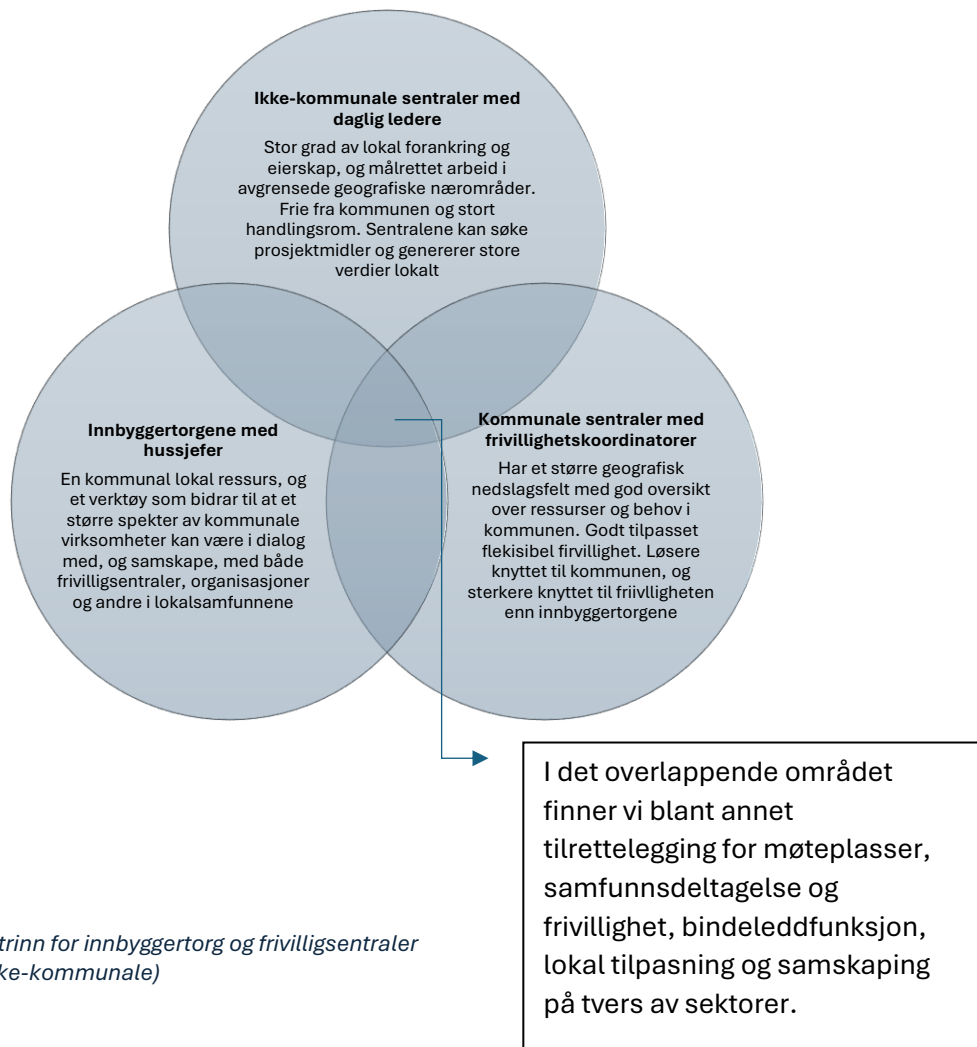 Ikke-kommunale sentraler med
daglig ledere
Stor grad av lokal forankring og
eierskap, og målrettet arbeid i
avgrensede geografiske nærområder.
Frie fra kommunen og stort
handlingsrom. Sentralene kan søke
prosjektmidler og genererer store
verdier lokalt
Innbyggertorgene med
hussjefer
En kommunal lokal ressurs, og
et verktøy som bidrar til at et
større spekter av kommunale
virksomheter kan være i dialog
med, og samskape, med både
frivilligsentraler, organisasjoner
og andre i lokalsamfunnene
Kommunale sentraler med
frivillighetskoordinatorer
Har et større geografisk
nedslagsfelt med god oversikt
over ressurser og behov i
kommunen. Godt tilpasset
flekisibel firvillighet. Løsere
knyttet til kommunen, og
sterkere knyttet til friivlligheten
enn innbyggertorgene
I det overlappende området
finner vi blant annet
tilrettelegging for møteplasser,
samfunnsdeltagelse og
frivillighet, bindeleddfunksjon,
lokal tilpasning og samskaping
på tvers av sektorer.
trinn for innbyggertorg og frivilligsentraler
ke-kommunale)